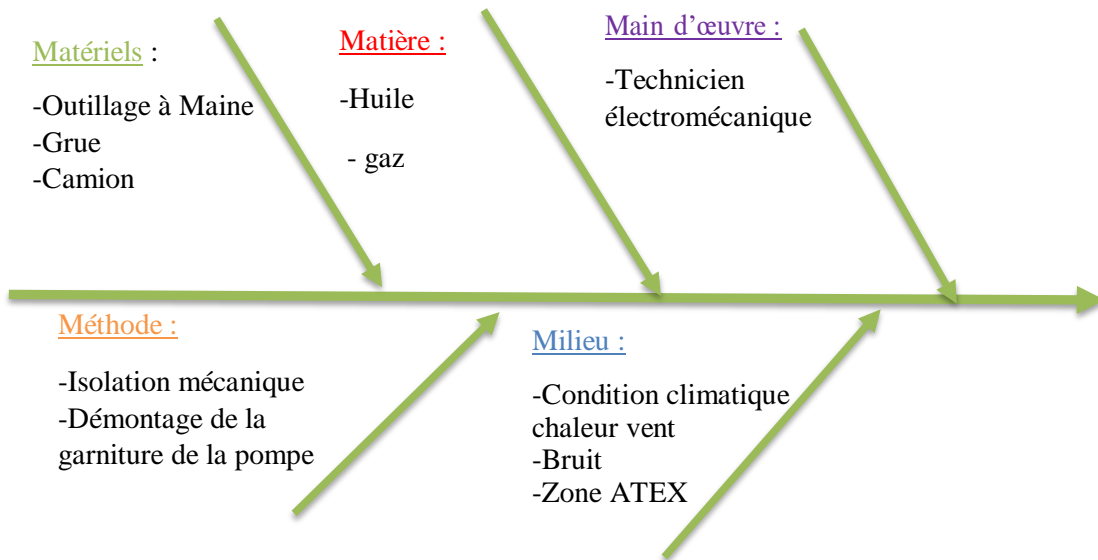 Matériels :
-Outillage à Maine
-Grue
-Camion
Matière :
-Huile
- gaz
Main d’œuvre :
-Technicien
électromécanique
Méthode :
-Isolation mécanique
-Démontage de la
garniture de la pompe
Milieu :
-Condition climatique
chaleur vent
-Bruit
-Zone ATEX